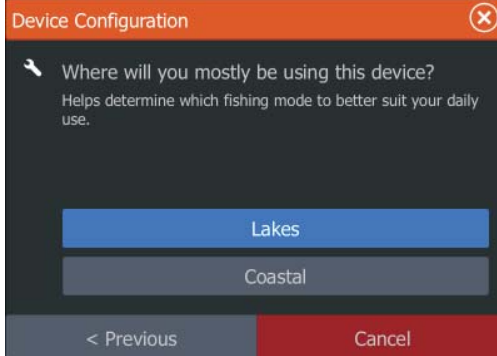 Device Configuration
Where will you mostly be using this device?
Helps determine which fishing mode to better suit your daily
use.
Lakes
Coastal
< Previous
Cancel